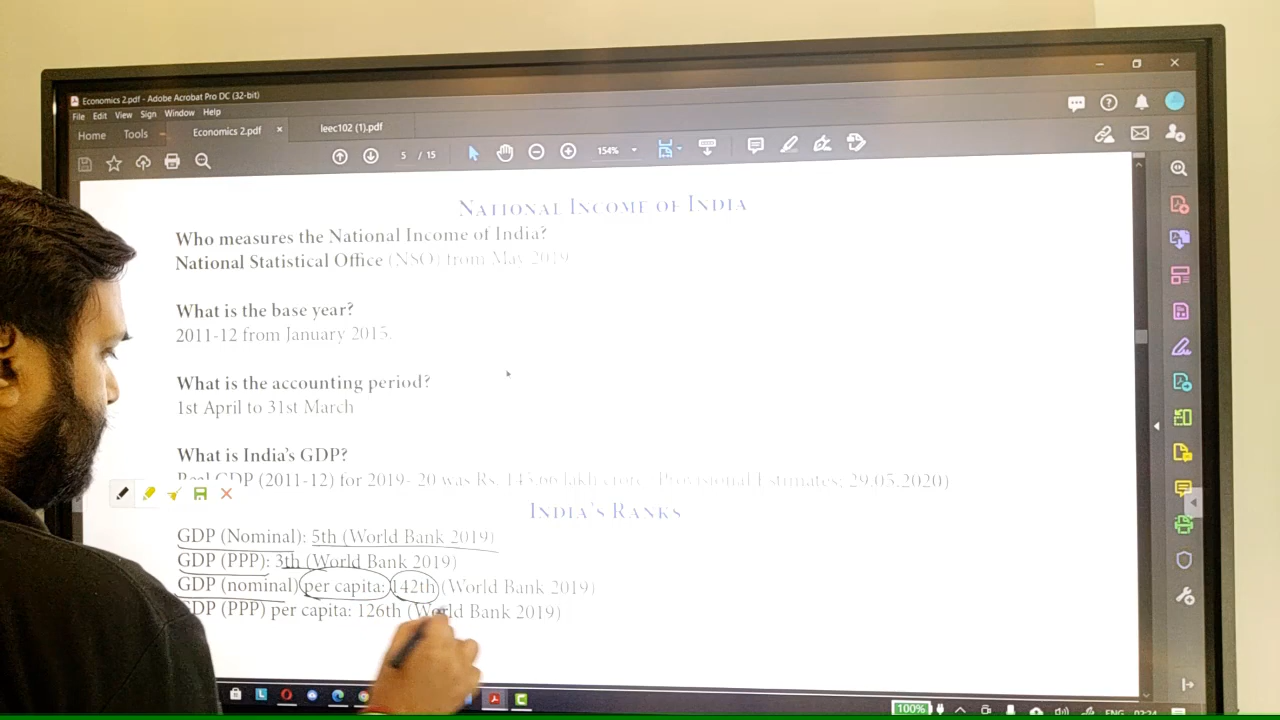 Economics 2.pdf - Adobe Acrobat Pro DC (32-bit)
File Edit View Sign Window Help
Home Tools Economics 2.pdf × leec102 (1).pdf
5 / 15 154%
NATIONAL INCOME OF INDIA
Who measures the National Income of India?
National Statistical Office (NSO) from May 2019
What is the base year?
2011-12 from January 2015.
What is the accounting period?
1st April to 31st March
What is India's GDP?
Real GDP (2011-12) for 2019- 20 was Rs. 145.66 lakh crore Provisional Estimates; 29.05.2020)
INDIA'S RANKS
GDP (Nominal): 5th (World Bank 2019)
GDP (PPP): 3th (World Bank 2019)
GDP (nominal) per capita: 142th (World Bank 2019)
GDP (PPP) per capita: 126th (World Bank 2019)
100% ENG